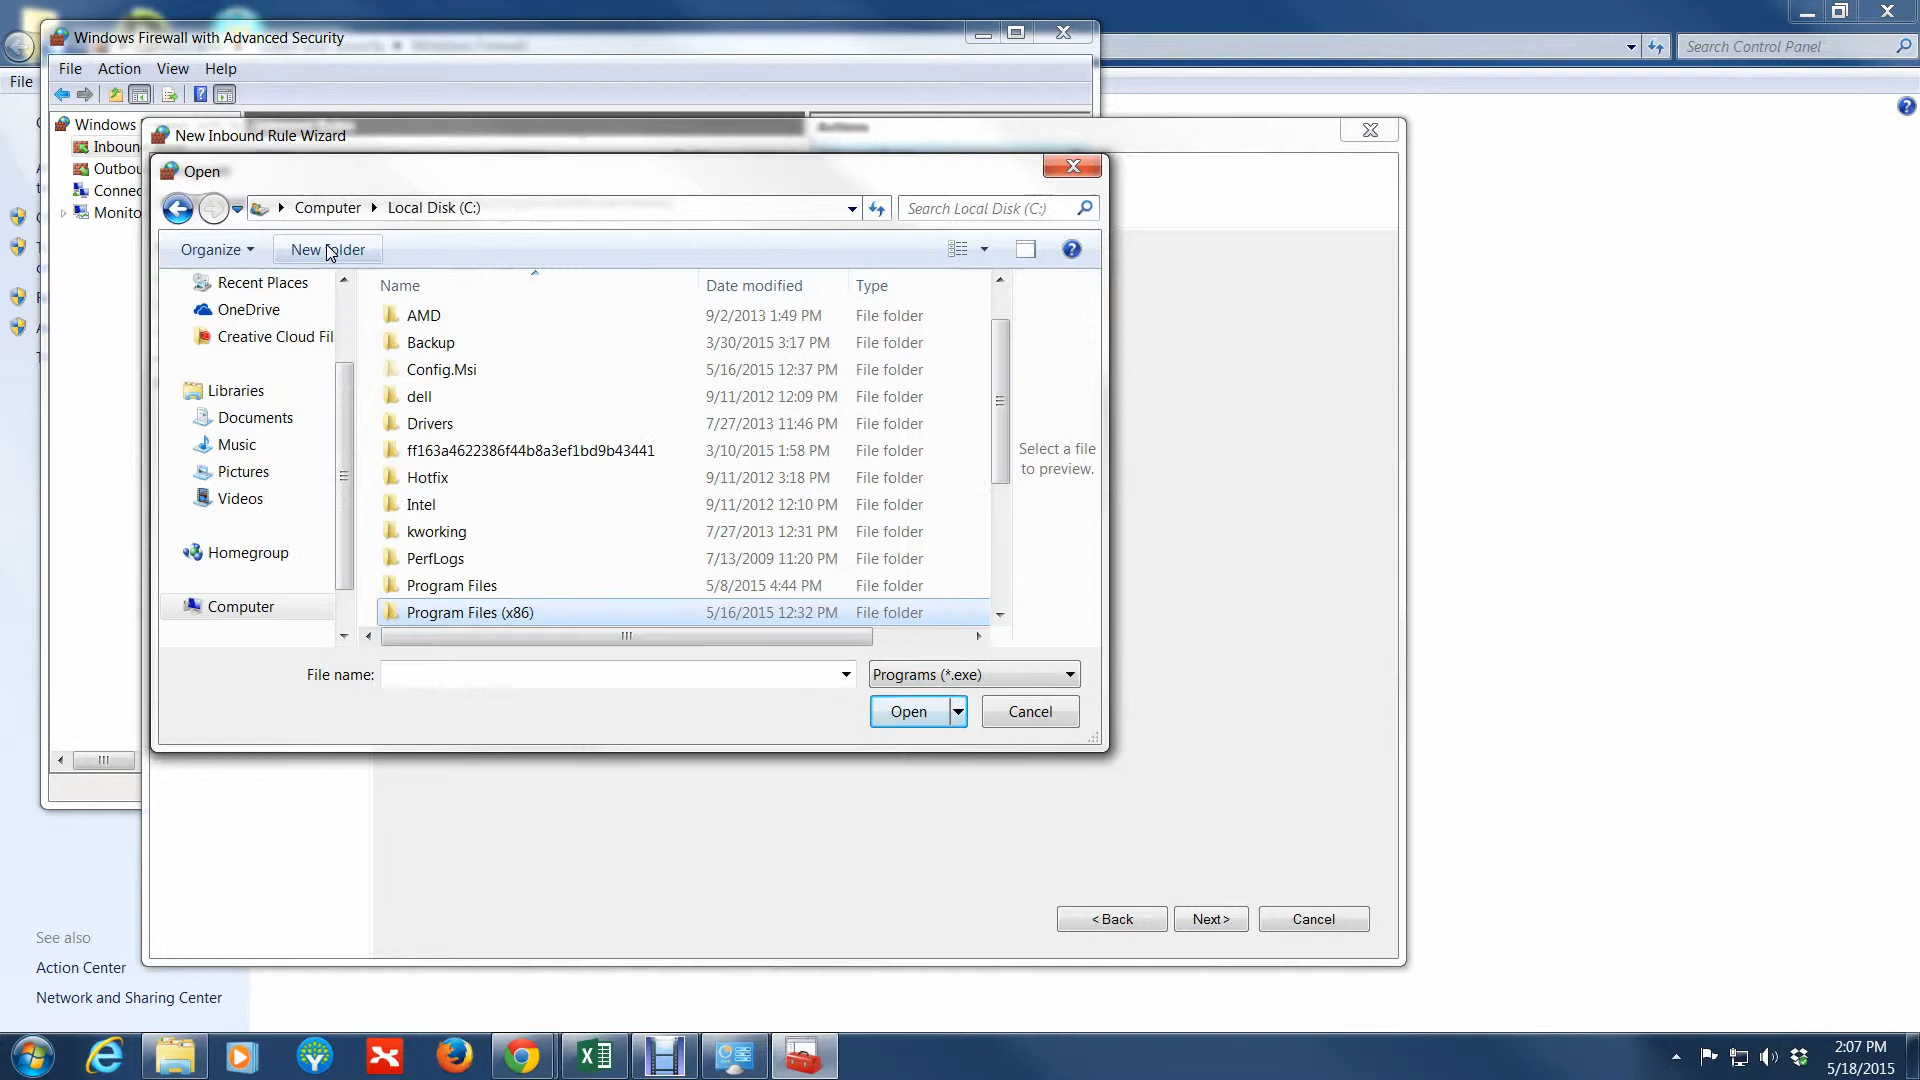 Windows Firewall with Advanced Security
Search Control Panel
File Action View Help
File
Windows
Inboun
Outbou
Connec
Monito
New Inbound Rule Wizard
Actions
Open
Computer Local Disk (C:)
Search Local Disk (C:)
Organize New folder
Recent Places
OneDrive
Creative Cloud Fil
Libraries
Documents
Music
Pictures
Videos
Homegroup
Computer
Name Date modified Type
AMD 9/2/2013 1:49 PM File folder
Backup 3/30/2015 3:17 PM File folder
Config.Msi 5/16/2015 12:37 PM File folder
dell 9/11/2012 12:09 PM File folder
Drivers 7/27/2013 11:46 PM File folder
ff163a4622386f44b8a3ef1bd9b43441 3/10/2015 1:58 PM File folder
Hotfix 9/11/2012 3:18 PM File folder
Intel 9/11/2012 12:10 PM File folder
kworking 7/27/2013 12:31 PM File folder
PerfLogs 7/13/2009 11:20 PM File folder
Program Files 5/8/2015 4:44 PM File folder
Program Files (x86) 5/16/2015 12:32 PM File folder
Select a file
to preview.
File name: Programs (*.exe)
Open Cancel
< Back Next > Cancel
See also
Action Center
Network and Sharing Center
2:07 PM
5/18/2015